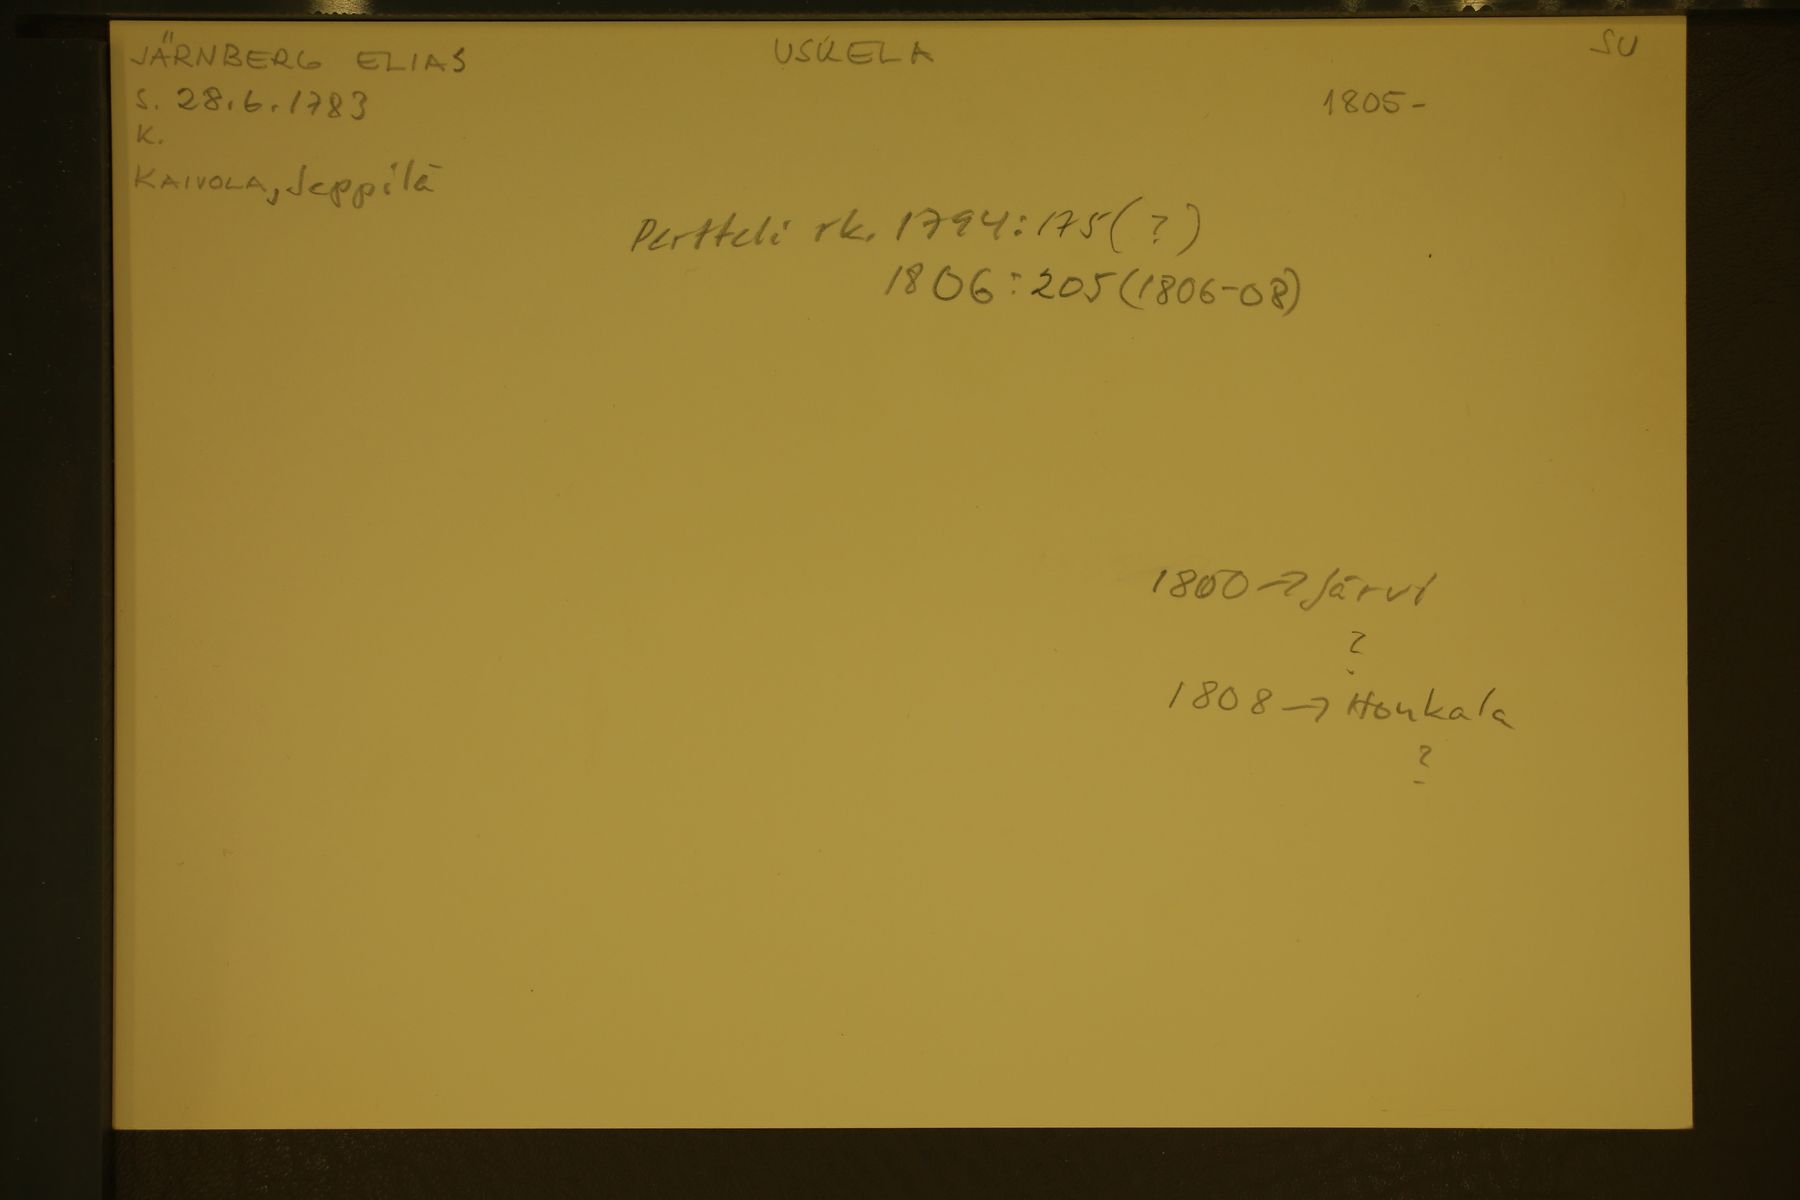 JÄRNBERG ELIAS USKELA SU
s. 28.6.1783 1805-
K.
KAIVOLA, Seppilä
Pertteli rk. 1794:175(?)
1806:205(1806-08)
1800→Järvi
?
1808→Honkala
?